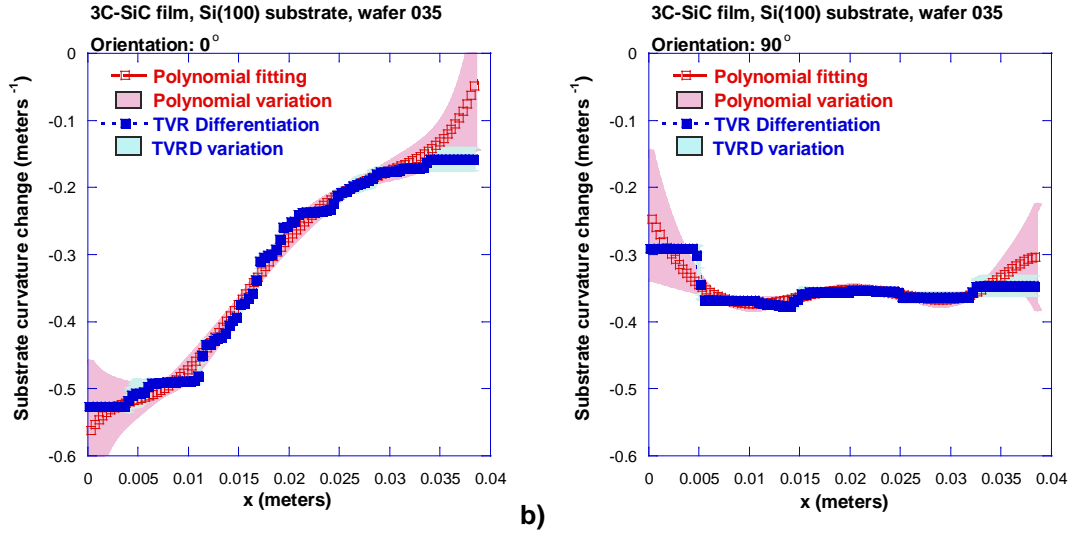 3C-SiC film, Si(100) substrate, wafer 035
Orientation: 0°
Polynomial fitting
Polynomial variation
TVR Differentiation
TVRD variation
Substrate curvature change (meters⁻¹)
0
-0.1
-0.2
-0.3
-0.4
-0.5
-0.6
0 0.005 0.01 0.015 0.02 0.025 0.03 0.035 0.04
x (meters)
b)
3C-SiC film, Si(100) substrate, wafer 035
Orientation: 90°
Polynomial fitting
Polynomial variation
TVR Differentiation
TVRD variation
Substrate curvature change (meters⁻¹)
0
-0.1
-0.2
-0.3
-0.4
-0.5
-0.6
0 0.005 0.01 0.015 0.02 0.025 0.03 0.035 0.04
x (meters)